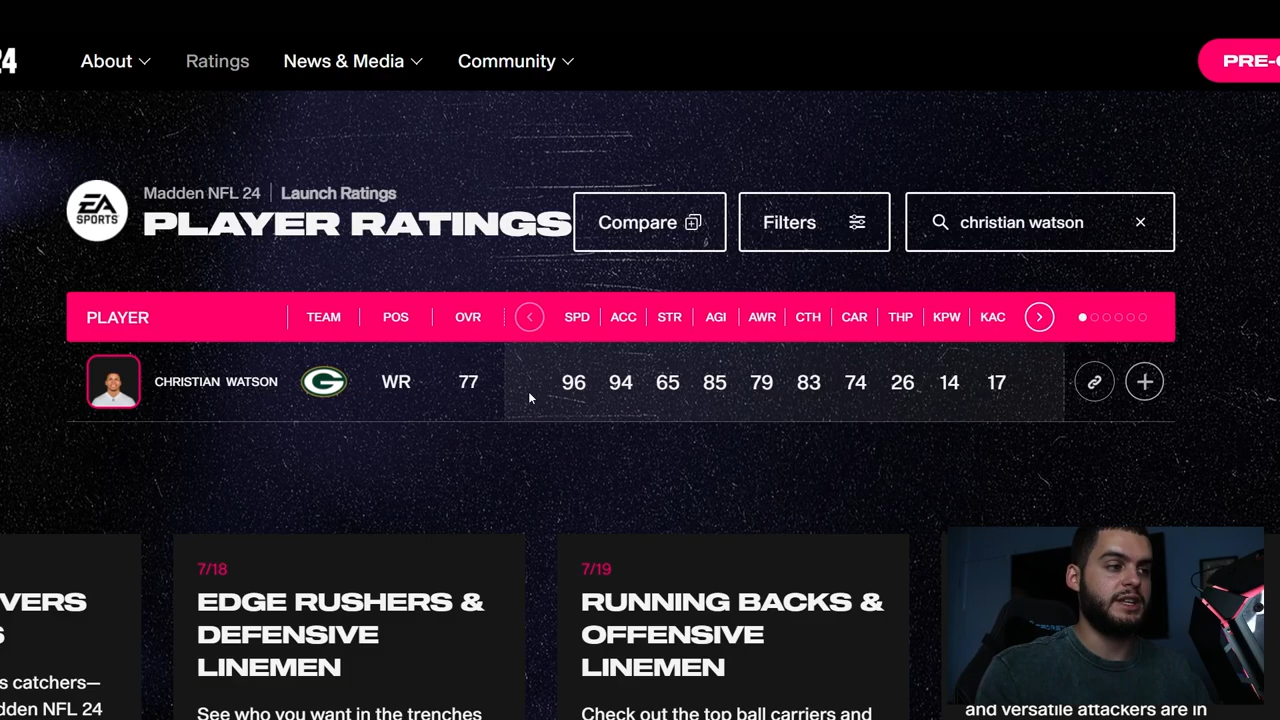 24
About
Ratings
News & Media
Community
PRE-
EA
SPORTS
Madden NFL 24 | Launch Ratings
PLAYER RATINGS
Compare
Filters
christian watson
PLAYER TEAM POS OVR SPD ACC STR AGI AWR CTH CAR THP KPW KAC
CHRISTIAN WATSON G WR 77 96 94 65 85 79 83 74 26 14 17
VERS
S
s catchers—
dden NFL 24
7/18
EDGE RUSHERS &
DEFENSIVE
LINEMEN
See who you want in the trenches
7/19
RUNNING BACKS &
OFFENSIVE
LINEMEN
Check out the top ball carriers and
and versatile attackers are in